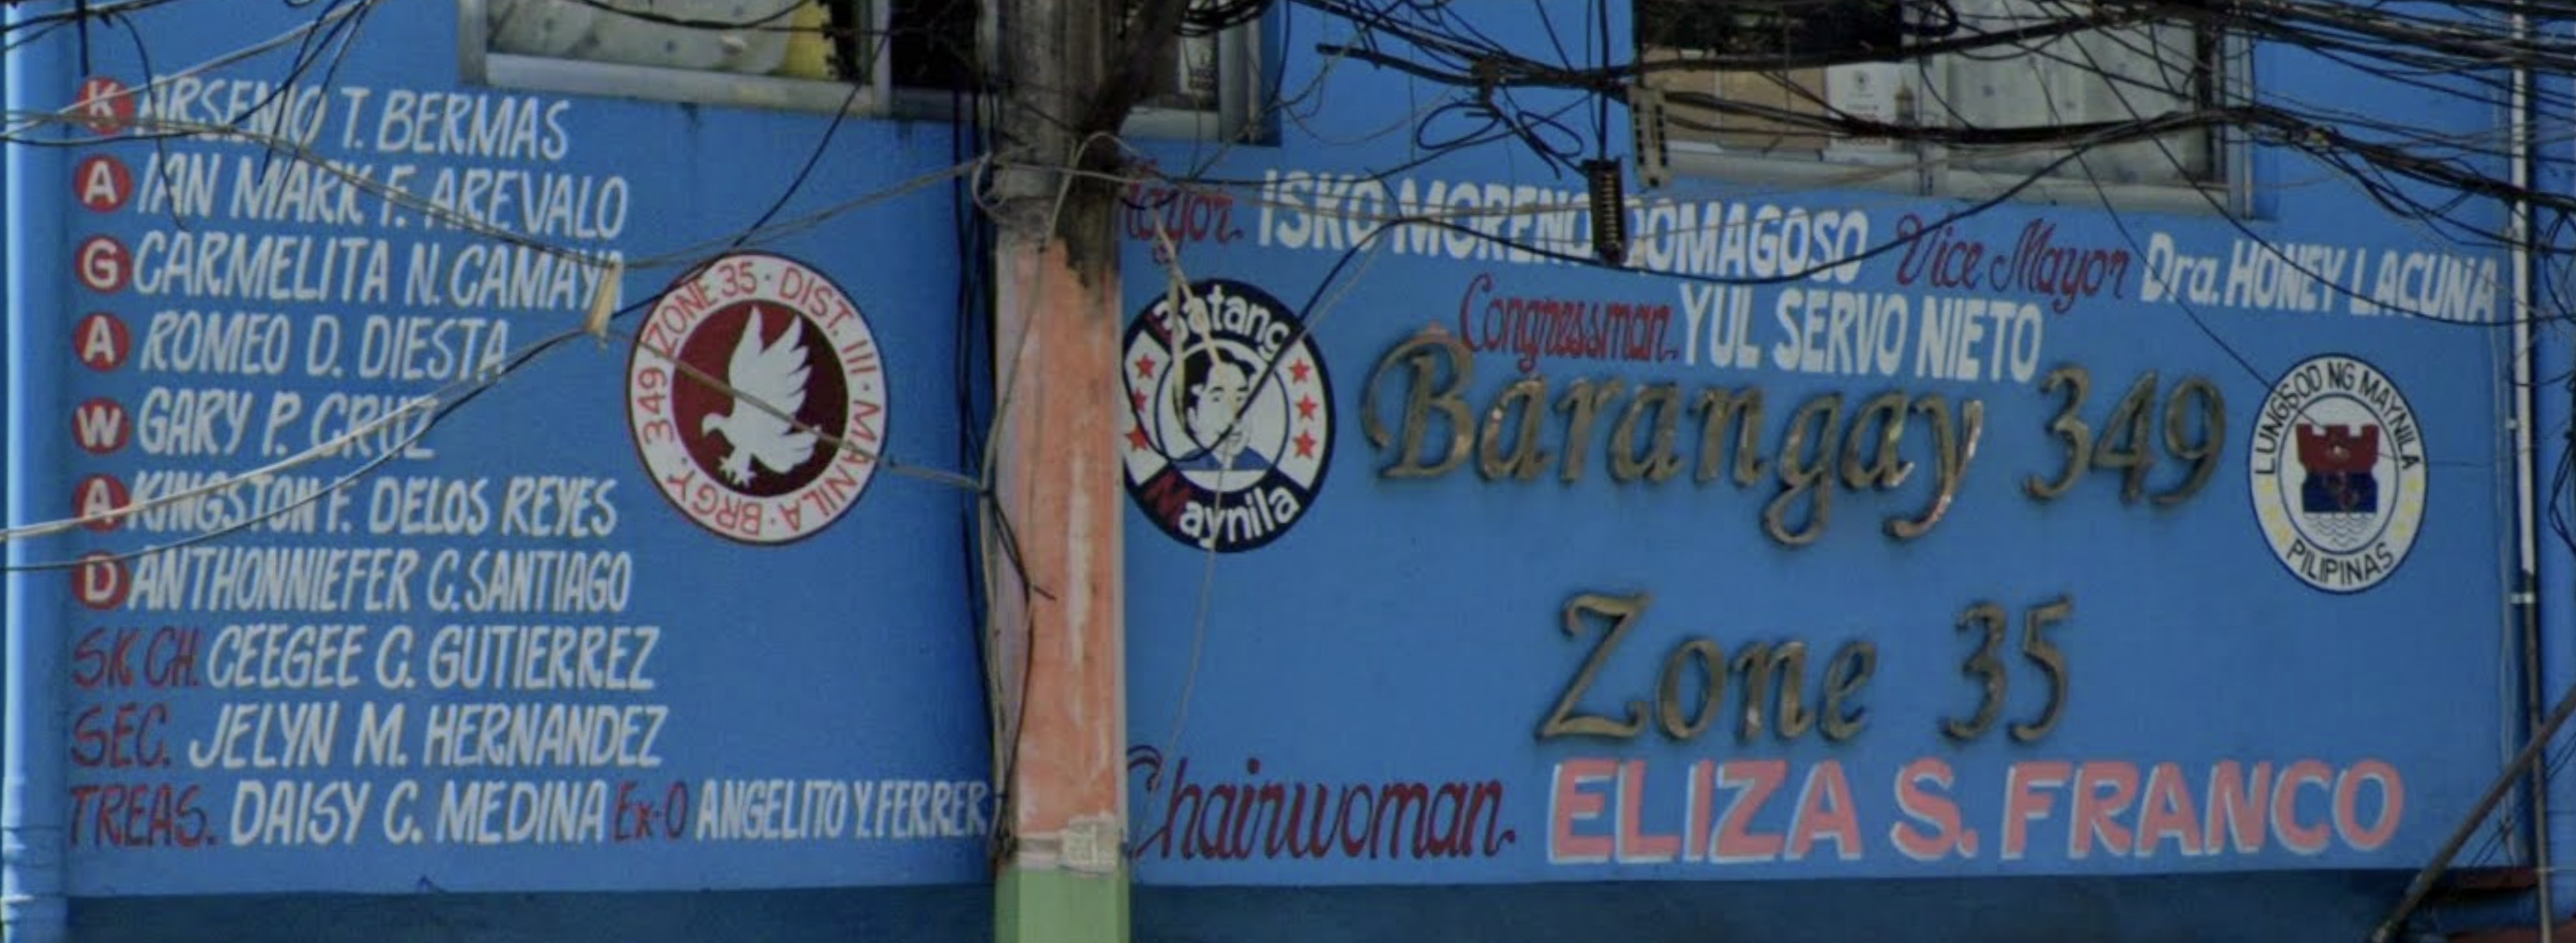 K ARSENIO T. BERMAS
A IAN MARK F. AREVALO
G CARMELITA N. CAMAYA
A ROMEO D. DIESTA
W GARY P. CRUZ
A KINGSTON F. DELOS REYES
D ANTHONNIEFER C. SANTIAGO
SK CH. CEEGEE C. GUTIERREZ
SEC. JELYN M. HERNANDEZ
TREAS. DAISY C. MEDINA Ex-O ANGELITO Y. FERRER
BRGY. 349 ZONE 35 · DIST. III · MANILA ·
Mayor. ISKO MORENO DOMAGOSO Vice Mayor Dra. HONEY LACUNA
Congressman. YUL SERVO NIETO
Batang
Maynila
Barangay 349
Zone 35
LUNGSOD NG MAYNILA
PILIPINAS
Chairwoman. ELIZA S. FRANCO